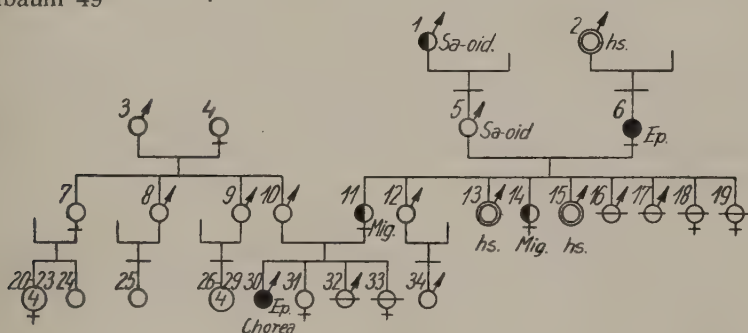 baum 49
1 Sa-oid. 2 hs.
3 4 5 Sa-oid 6 Ep.
7 8 9 10 11 Mig. 12 13 hs. 14 Mig. 15 hs. 16 17 18 19
20-23 4 24 25 26-29 4 30 Ep. Chorea 31 32 33 34